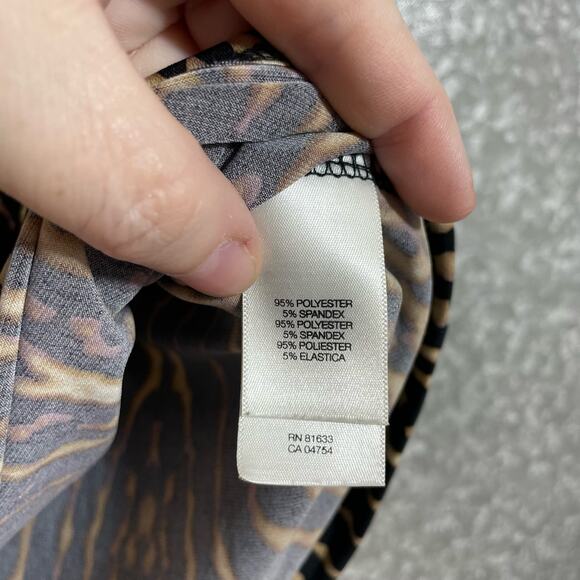 95% POLYESTER
5% SPANDEX
95% POLYESTER
5% SPANDEX
95% POLIESTER
5% ELASTICA
RN 81633
CA 04754